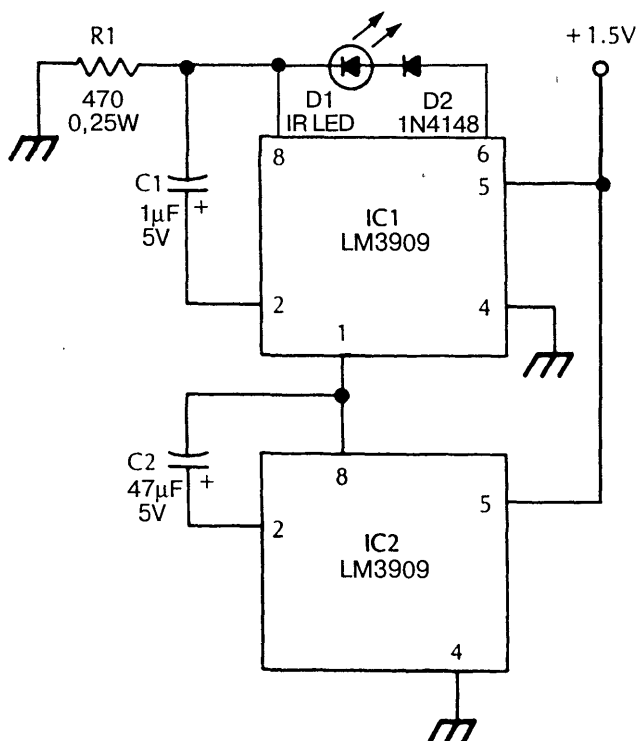 R1
+1.5V
470
0,25W
D1
IR LED
D2
1N4148
8
6
5
C1
+
1µF
5V
IC1
LM3909
2
4
1
C2
+
47µF
5V
8
5
2
IC2
LM3909
4